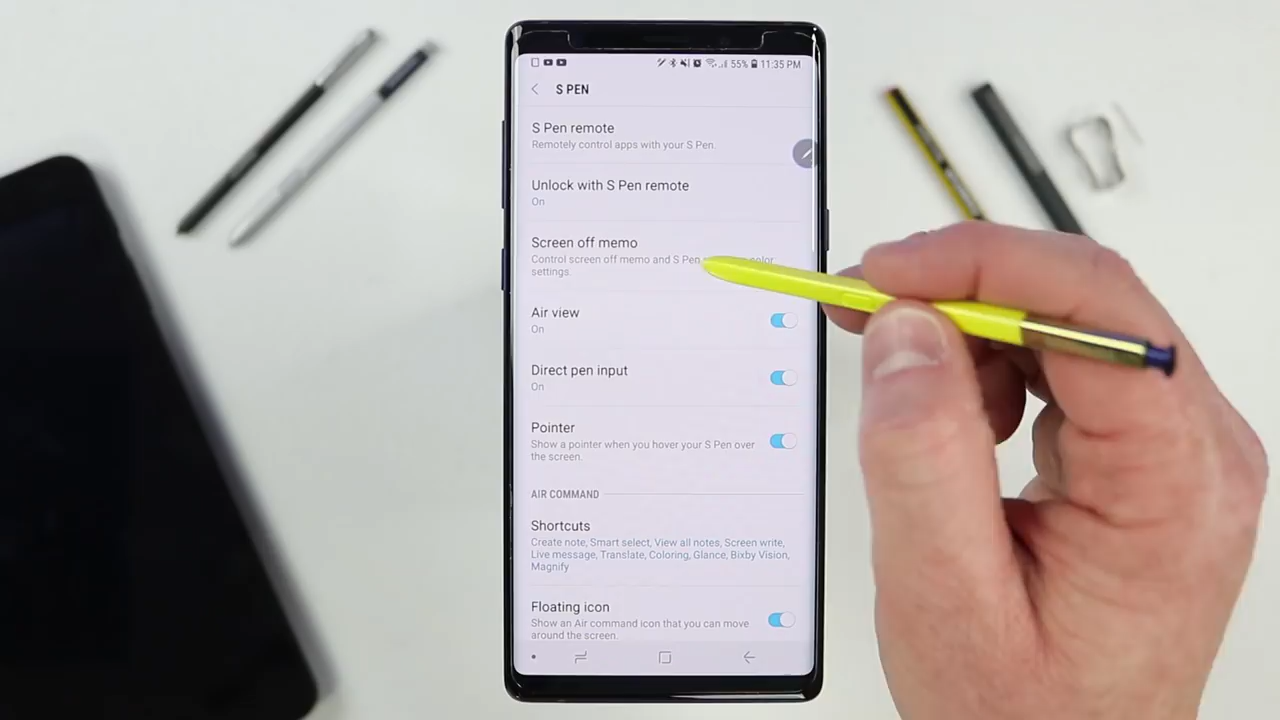 55% 11:35 PM
S PEN
S Pen remote
Remotely control apps with your S Pen.
Unlock with S Pen remote
On
Screen off memo
Control screen off memo and S Pen color
settings.
Air view
On
Direct pen input
On
Pointer
Show a pointer when you hover your S Pen over
the screen.
AIR COMMAND
Shortcuts
Create note, Smart select, View all notes, Screen write,
Live message, Translate, Coloring, Glance, Bixby Vision,
Magnify
Floating icon
Show an Air command icon that you can move
around the screen.